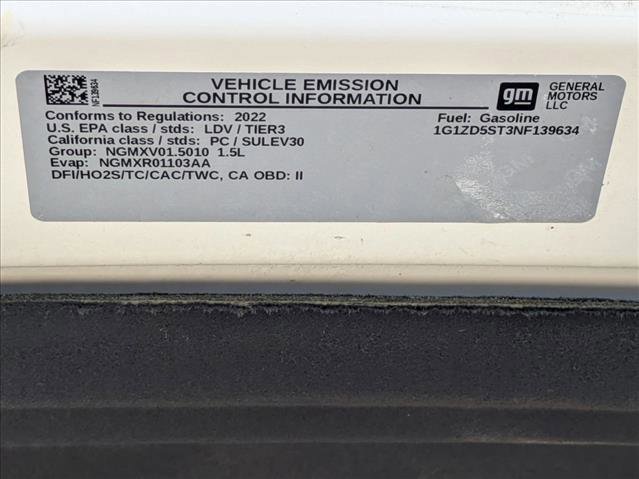 NF139634
VEHICLE EMISSION
CONTROL INFORMATION
gm
GENERAL
MOTORS
LLC
Conforms to Regulations: 2022
U.S. EPA class / stds: LDV / TIER3
California class / stds: PC / SULEV30
Group: NGMXV01.5010 1.5L
Evap: NGMXR01103AA
DFI/HO2S/TC/CAC/TWC, CA OBD: II
Fuel: Gasoline
1G1ZD5ST3NF139634